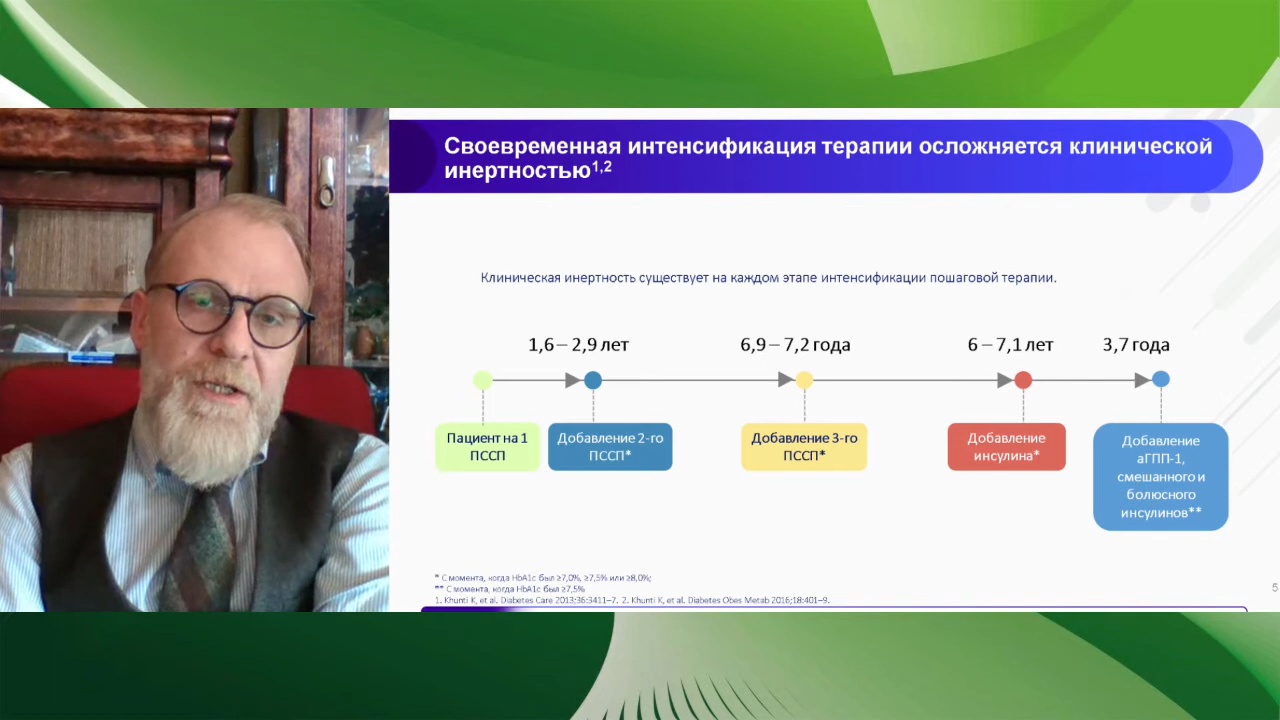 Своевременная интенсификация терапии осложняется клинической
инертностью1,2
Клиническая инертность существует на каждом этапе интенсификации пошаговой терапии.
1,6 – 2,9 лет
6,9 – 7,2 года
6 – 7,1 лет
3,7 года
Пациент на 1
ПССП
Добавление 2-го
ПССП*
Добавление 3-го
ПССП*
Добавление
инсулина*
Добавление
аГПП-1,
смешанного и
болюсного
инсулинов**
* С момента, когда HbA1c был ≥7,0%, ≥7,5% или ≥8,0%;
** С момента, когда HbA1c был ≥7,5%
1. Khunti K, et al. Diabetes Care 2013;36:3411–7. 2. Khunti K, et al. Diabetes Obes Metab 2016;18:401–9.
5